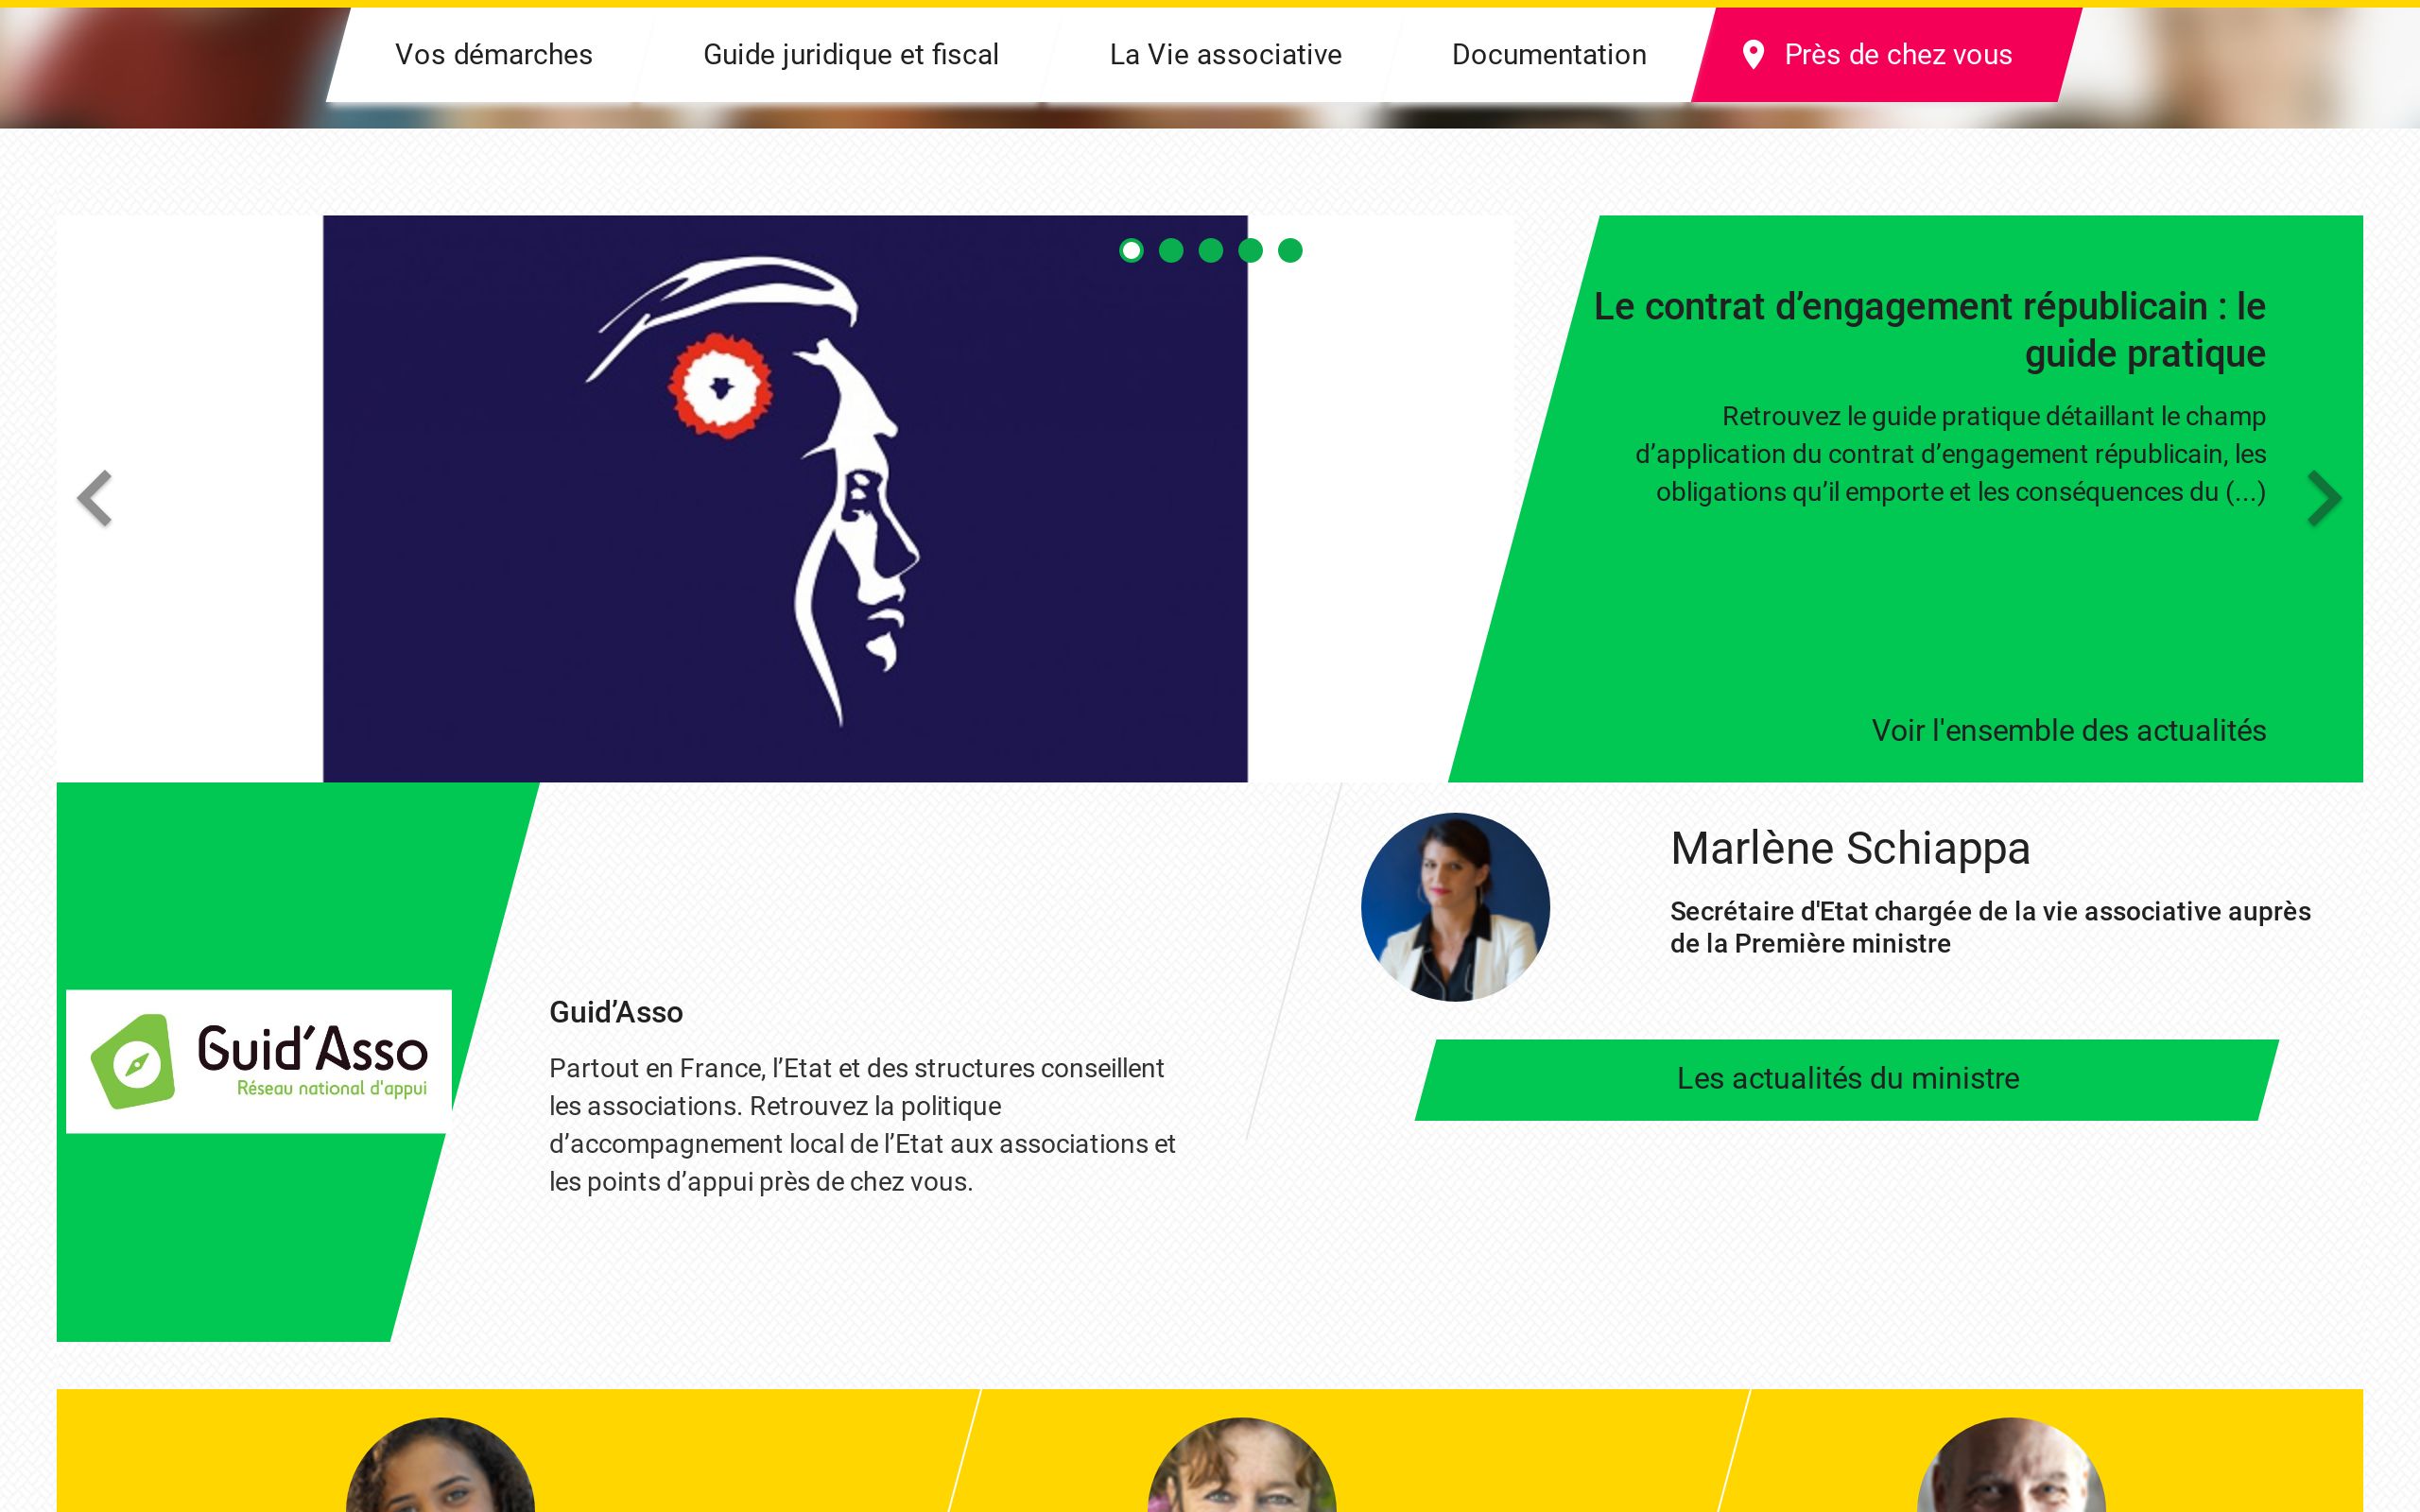 Vos démarches
Guide juridique et fiscal
La Vie associative
Documentation
Près de chez vous
Le contrat d’engagement républicain : le
guide pratique
Retrouvez le guide pratique détaillant le champ
d’application du contrat d’engagement républicain, les
obligations qu’il emporte et les conséquences du (...)
Voir l'ensemble des actualités
Guid’Asso
Réseau national d'appui
Guid’Asso
Partout en France, l’Etat et des structures conseillent
les associations. Retrouvez la politique
d’accompagnement local de l’Etat aux associations et
les points d’appui près de chez vous.
Marlène Schiappa
Secrétaire d'Etat chargée de la vie associative auprès
de la Première ministre
Les actualités du ministre